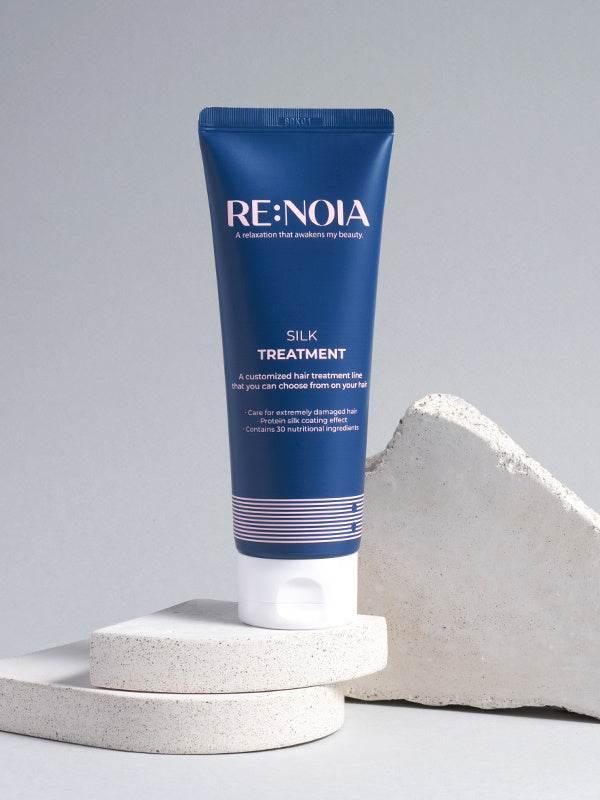 RE:NOIA
A relaxation that awakens my beauty.
SILK
TREATMENT
A customized hair treatment line
that you can choose from on your hair
· Care for extremely damaged hair
· Protein silk coating effect
· Contains 30 nutritional ingredients